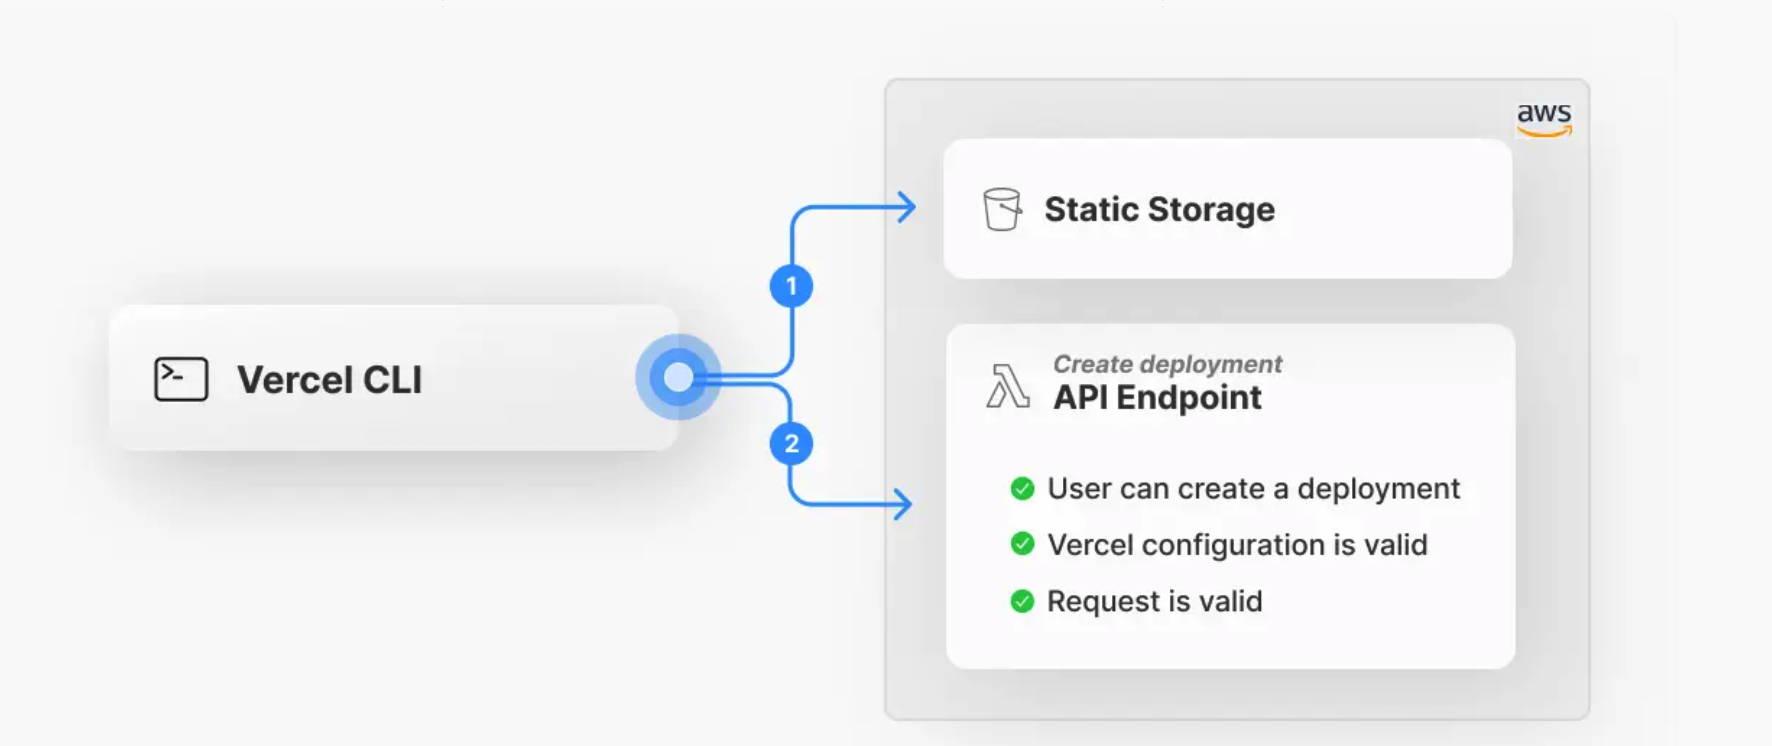 aws
Static Storage
1
>-
Vercel CLI
2
Create deployment
API Endpoint
User can create a deployment
Vercel configuration is valid
Request is valid